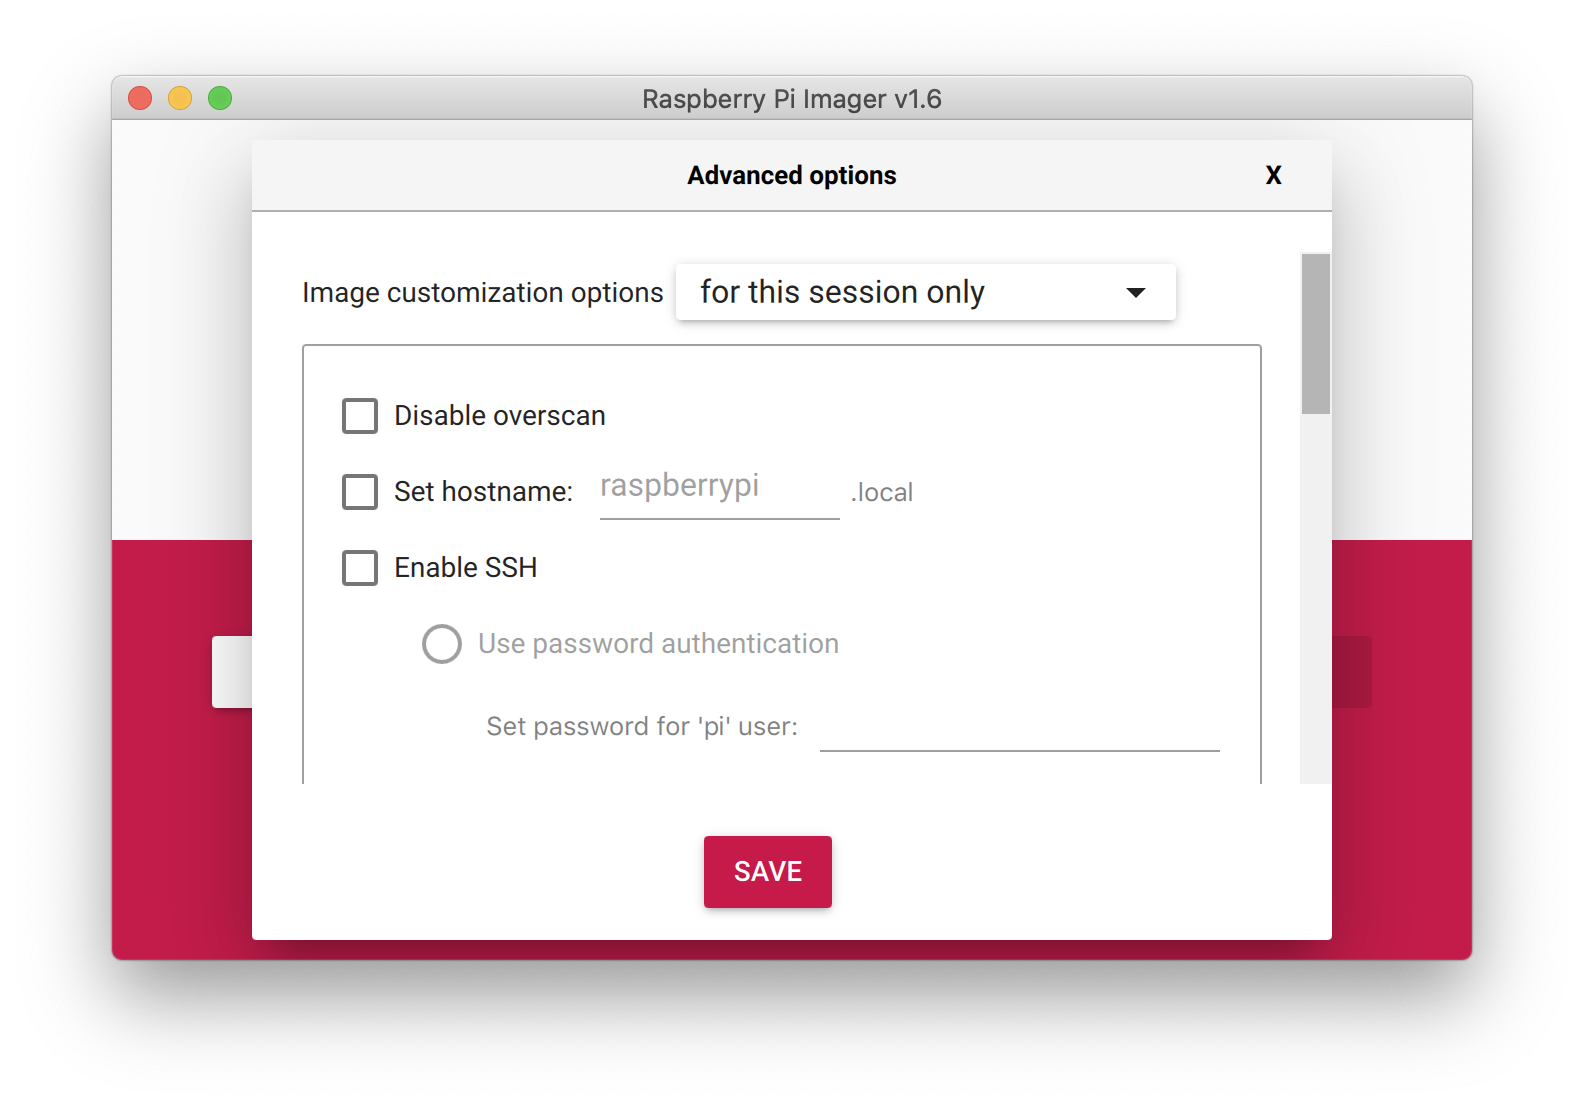 Raspberry Pi Imager v1.6
Advanced options X
Image customization options for this session only
Disable overscan
Set hostname: raspberrypi .local
Enable SSH
Use password authentication
Set password for 'pi' user:
SAVE